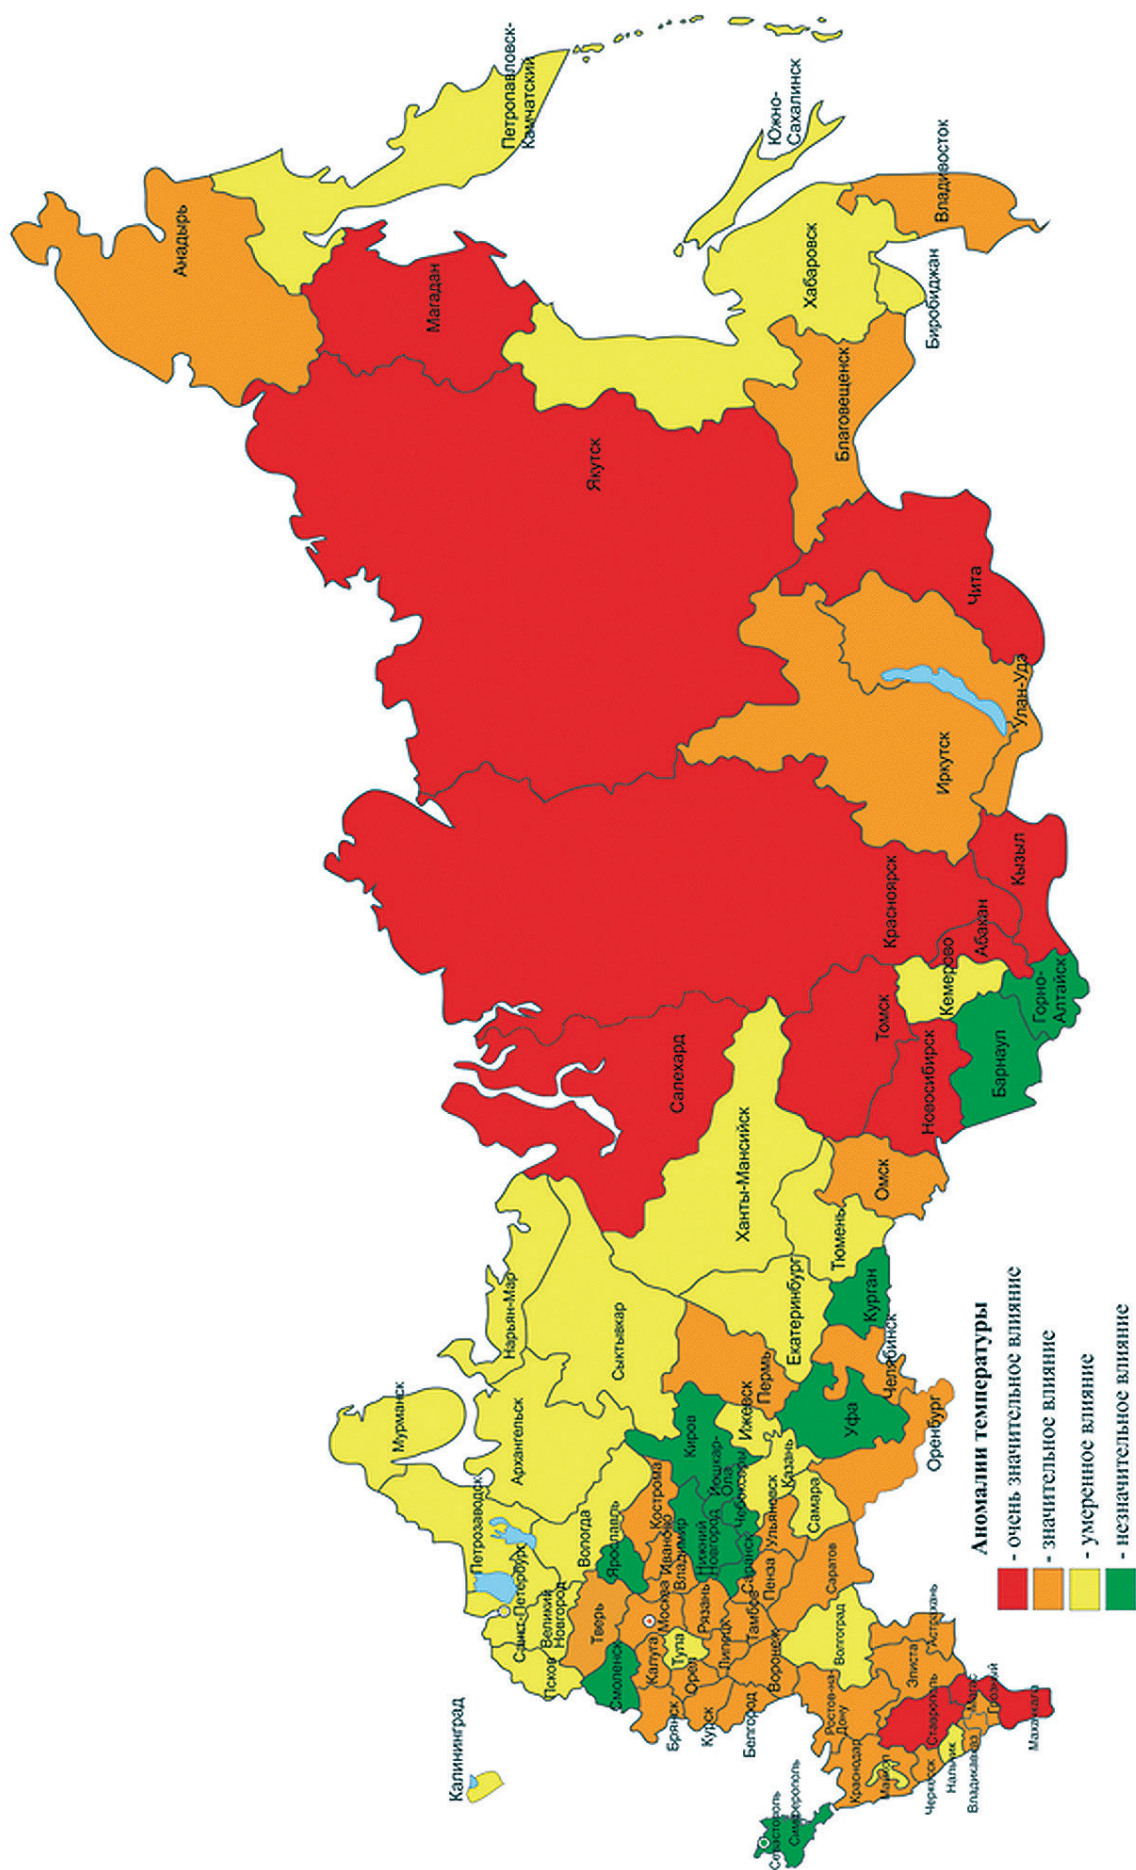 Петропавловск-
Камчатский
Анадырь
Южно-
Сахалинск
Магадан
Владивосток
Хабаровск
Биробиджан
Якутск
Благовещенск
Чита
Улан-Удэ
Иркутск
Кызыл
Красноярск
Абакан
Кемерово
Горно-
Алтайск
Томск
Барнаул
Новосибирск
Салехард
Ханты-Мансийск
Омск
Тюмень
Нарьян-Мар
Сыктывкар
Екатеринбург
Курган
Челябинск
Пермь
Мурманск
Архангельск
Киров
Ижевск
Уфа
Оренбург
Йошкар-
Ола
Казань
Чебоксары
Самара
Ульяновск
Петрозаводск
Вологда
Кострома
Ярославль
Иваново
Владимир
Нижний
Новгород
Саранск
Пенза
Саратов
Санкт-Петербург
Великий
Новгород
Псков
Тверь
Москва
Рязань
Тамбов
Смоленск
Калуга
Тула
Липецк
Орел
Воронеж
Волгоград
Астрахань
Брянск
Курск
Белгород
Ростов-на-
Дону
Элиста
Калининград
Ставрополь
Магас
Грозный
Махачкала
Краснодар
Майкоп
Черкесск
Нальчик
Владикавказ
Севастополь
Симферополь
Аномалии температуры
- очень значительное влияние
- значительное влияние
- умеренное влияние
- незначительное влияние